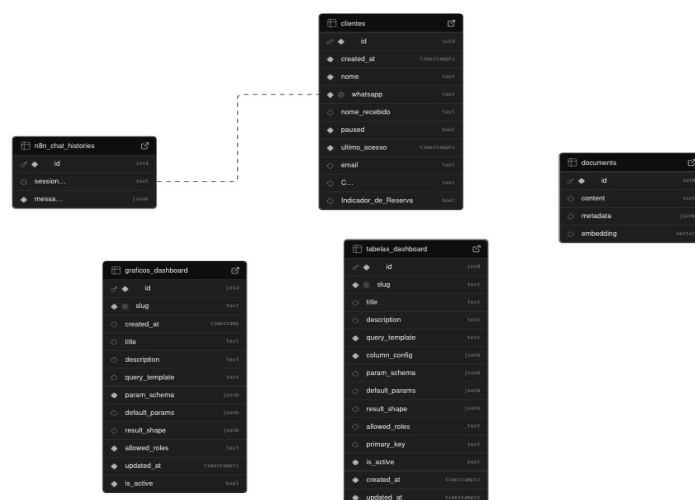 clientes
id uuid
created_at timestamptz
nome text
whatsapp text
nome_recebido text
paused bool
ultimo_acesso timestamptz
email text
C... text
Indicador_de_Reserva bool
n8n_chat_histories
id int4
session... text
messa... jsonb
documents
id int8
content text
metadata jsonb
embedding vector
graficos_dashboard
id int4
slug text
created_at timestamp
title text
description text
query_template text
param_schema jsonb
default_params jsonb
result_shape jsonb
allowed_roles _text
updated_at timestamptz
is_active bool
tabelas_dashboard
id int4
slug text
title text
description text
query_template text
column_config jsonb
param_schema jsonb
default_params jsonb
result_shape jsonb
allowed_roles _text
primary_key text
is_active bool
created_at timestamptz
updated_at timestamptz